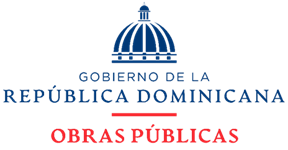 GOBIERNO DE LA
REPÚBLICA DOMINICANA
OBRAS PÚBLICAS